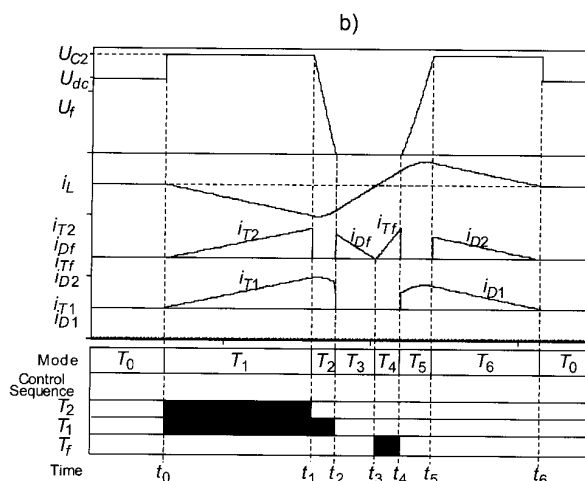 b)
U_C2
U_dc
U_f
i_L
i_T2
i_Df
i_Tf
i_D2
i_T1
i_D1
i_T2 i_Df i_Tf i_D2
i_T1 i_D1
Mode T_0 T_1 T_2 T_3 T_4 T_5 T_6 T_0
Control
Sequence
T_2
T_1
T_f
Time t_0 t_1 t_2 t_3 t_4 t_5 t_6